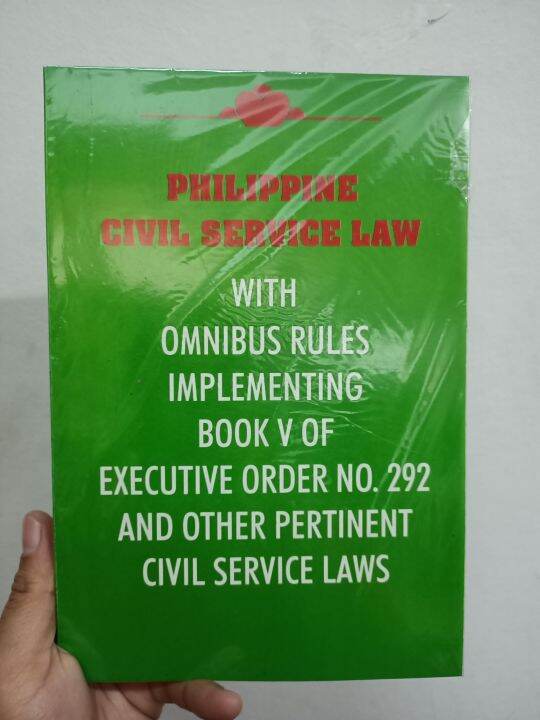 PHILIPPINE
CIVIL SERVICE LAW
WITH
OMNIBUS RULES
IMPLEMENTING
BOOK V OF
EXECUTIVE ORDER NO. 292
AND OTHER PERTINENT
CIVIL SERVICE LAWS